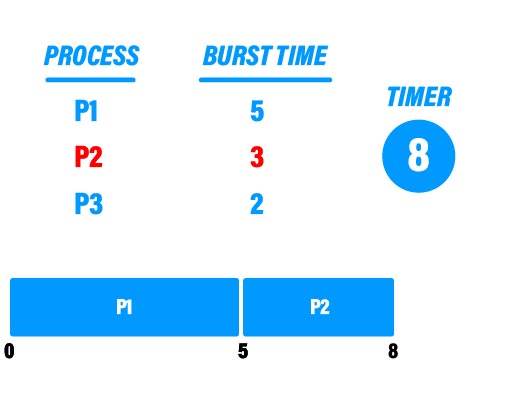 PROCESS BURST TIME
TIMER
P1 5
P2 3
8
P3 2
P1 P2
0 5 8